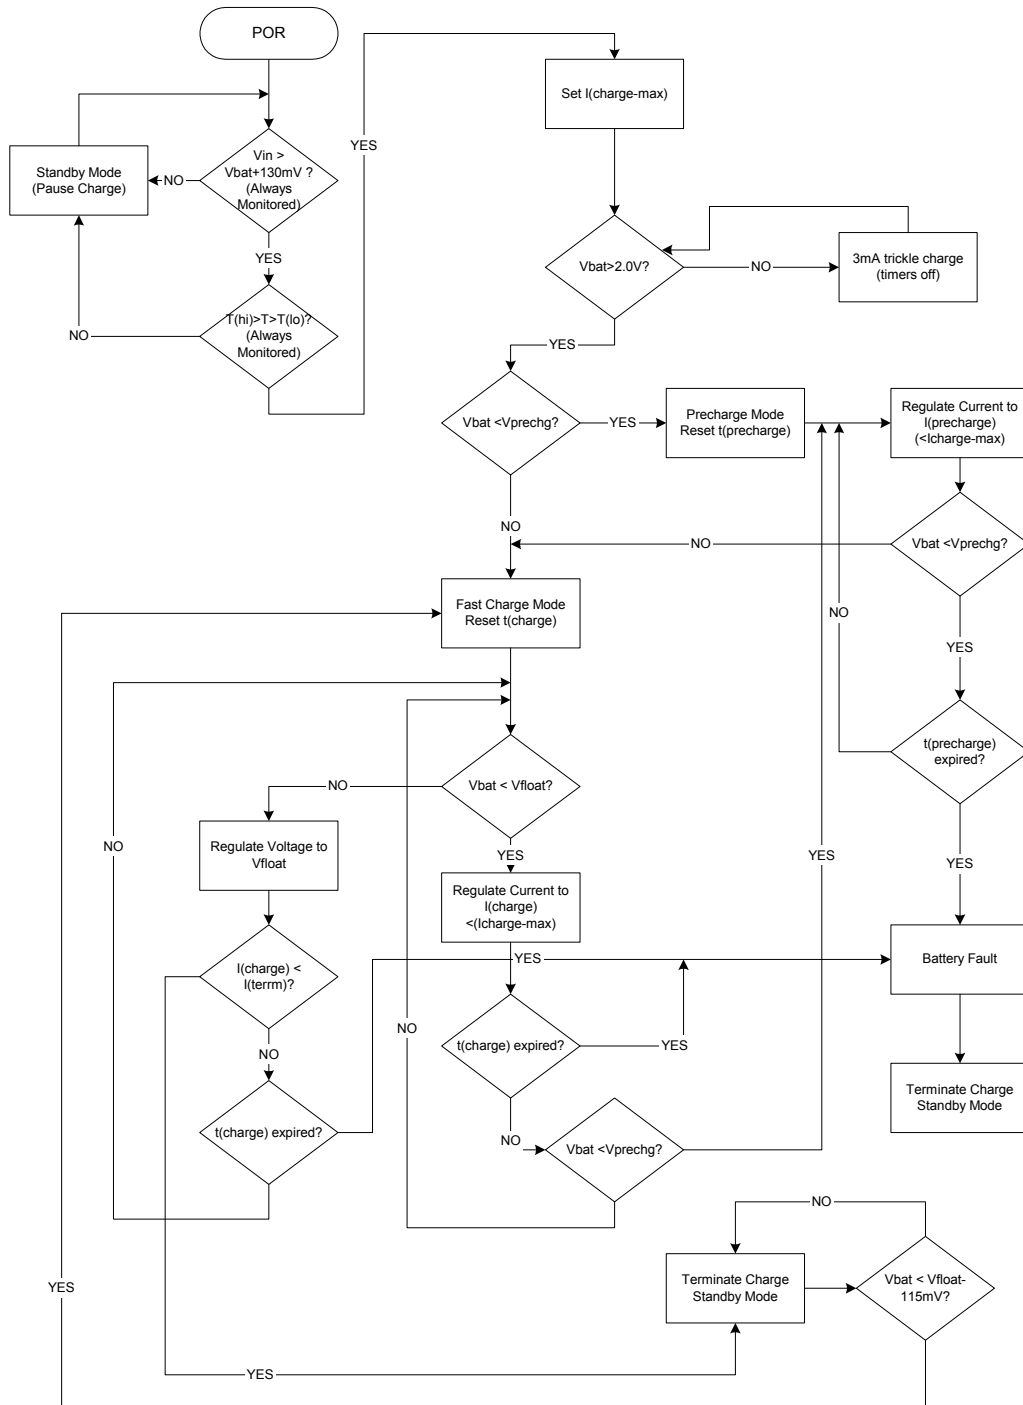 POR
Set I(charge-max)
YES
Vin >
Vbat+130mV ?
(Always
Monitored)
Standby Mode
(Pause Charge)
NO
YES
Vbat>2.0V?
NO
3mA trickle charge
(timers off)
T(hi)>T>T(lo)?
(Always
Monitored)
NO
YES
Vbat <Vprechg?
YES
Precharge Mode
Reset t(precharge)
Regulate Current to
I(precharge)
(<Icharge-max)
NO
NO
Vbat <Vprechg?
Fast Charge Mode
Reset t(charge)
NO
YES
t(precharge)
expired?
Vbat < Vfloat?
NO
Regulate Voltage to
Vfloat
NO
YES
YES
YES
Regulate Current to
I(charge)
<(Icharge-max)
I(charge) <
I(terrm)?
YES
Battery Fault
NO
NO
t(charge) expired?
YES
Terminate Charge
Standby Mode
t(charge) expired?
NO
Vbat <Vprechg?
NO
YES
Terminate Charge
Standby Mode
Vbat < Vfloat-
115mV?
YES